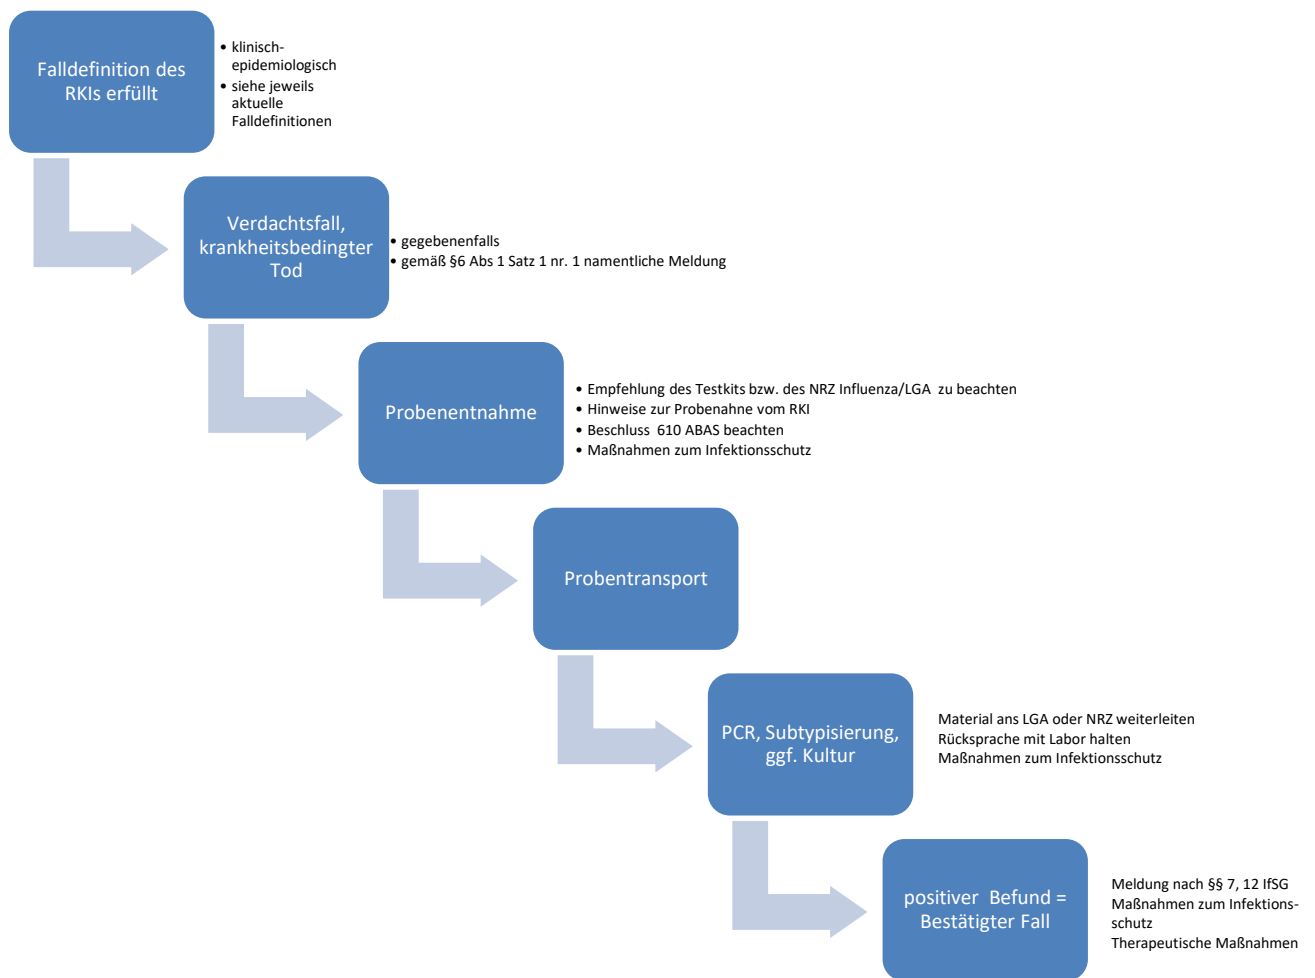 Falldefinition des
RKIs erfüllt
• klinisch-
epidemiologisch
• siehe jeweils
aktuelle
Falldefinitionen
Verdachtsfall,
krankheitsbedingter
Tod
• gegebenenfalls
• gemäß §6 Abs 1 Satz 1 nr. 1 namentliche Meldung
Probenentnahme
• Empfehlung des Testkits bzw. des NRZ Influenza/LGA zu beachten
• Hinweise zur Probenahne vom RKI
• Beschluss 610 ABAS beachten
• Maßnahmen zum Infektionsschutz
Probentransport
PCR, Subtypisierung,
ggf. Kultur
Material ans LGA oder NRZ weiterleiten
Rücksprache mit Labor halten
Maßnahmen zum Infektionsschutz
positiver Befund =
Bestätigter Fall
Meldung nach §§ 7, 12 IfSG
Maßnahmen zum Infektions-
schutz
Therapeutische Maßnahmen